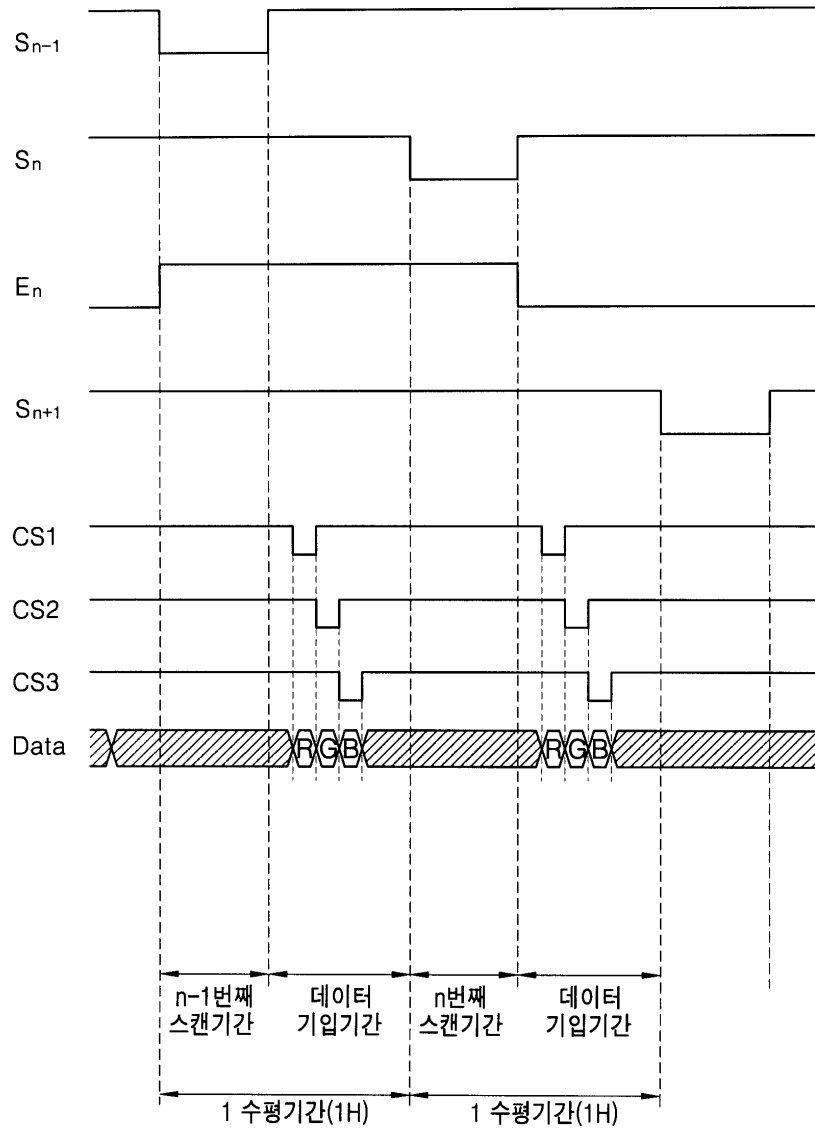 Sn-1
Sn
En
Sn+1
CS1
CS2
CS3
Data R G B R G B
n-1번째 데이터 n번째 데이터
스캔기간 기입기간 스캔기간 기입기간
1 수평기간(1H) 1 수평기간(1H)